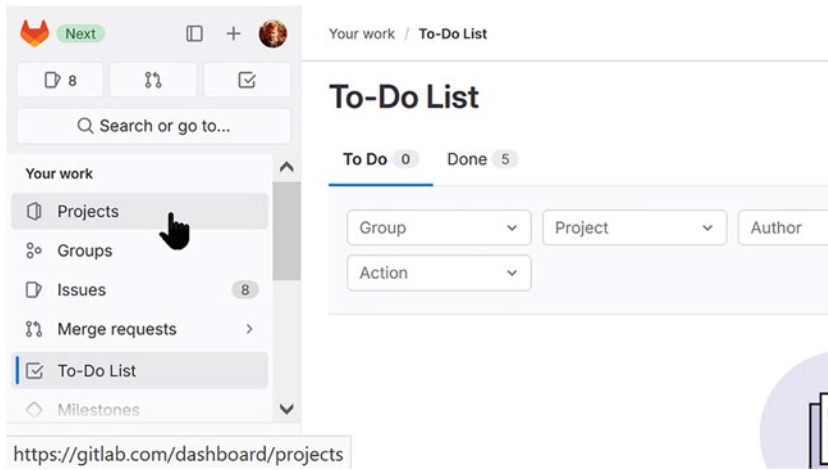 Next
8
Search or go to...
Your work
Projects
Groups
Issues 8
Merge requests
To-Do List
Milestones
https://gitlab.com/dashboard/projects
Your work / To-Do List
To-Do List
To Do 0 Done 5
Group Project Author
Action